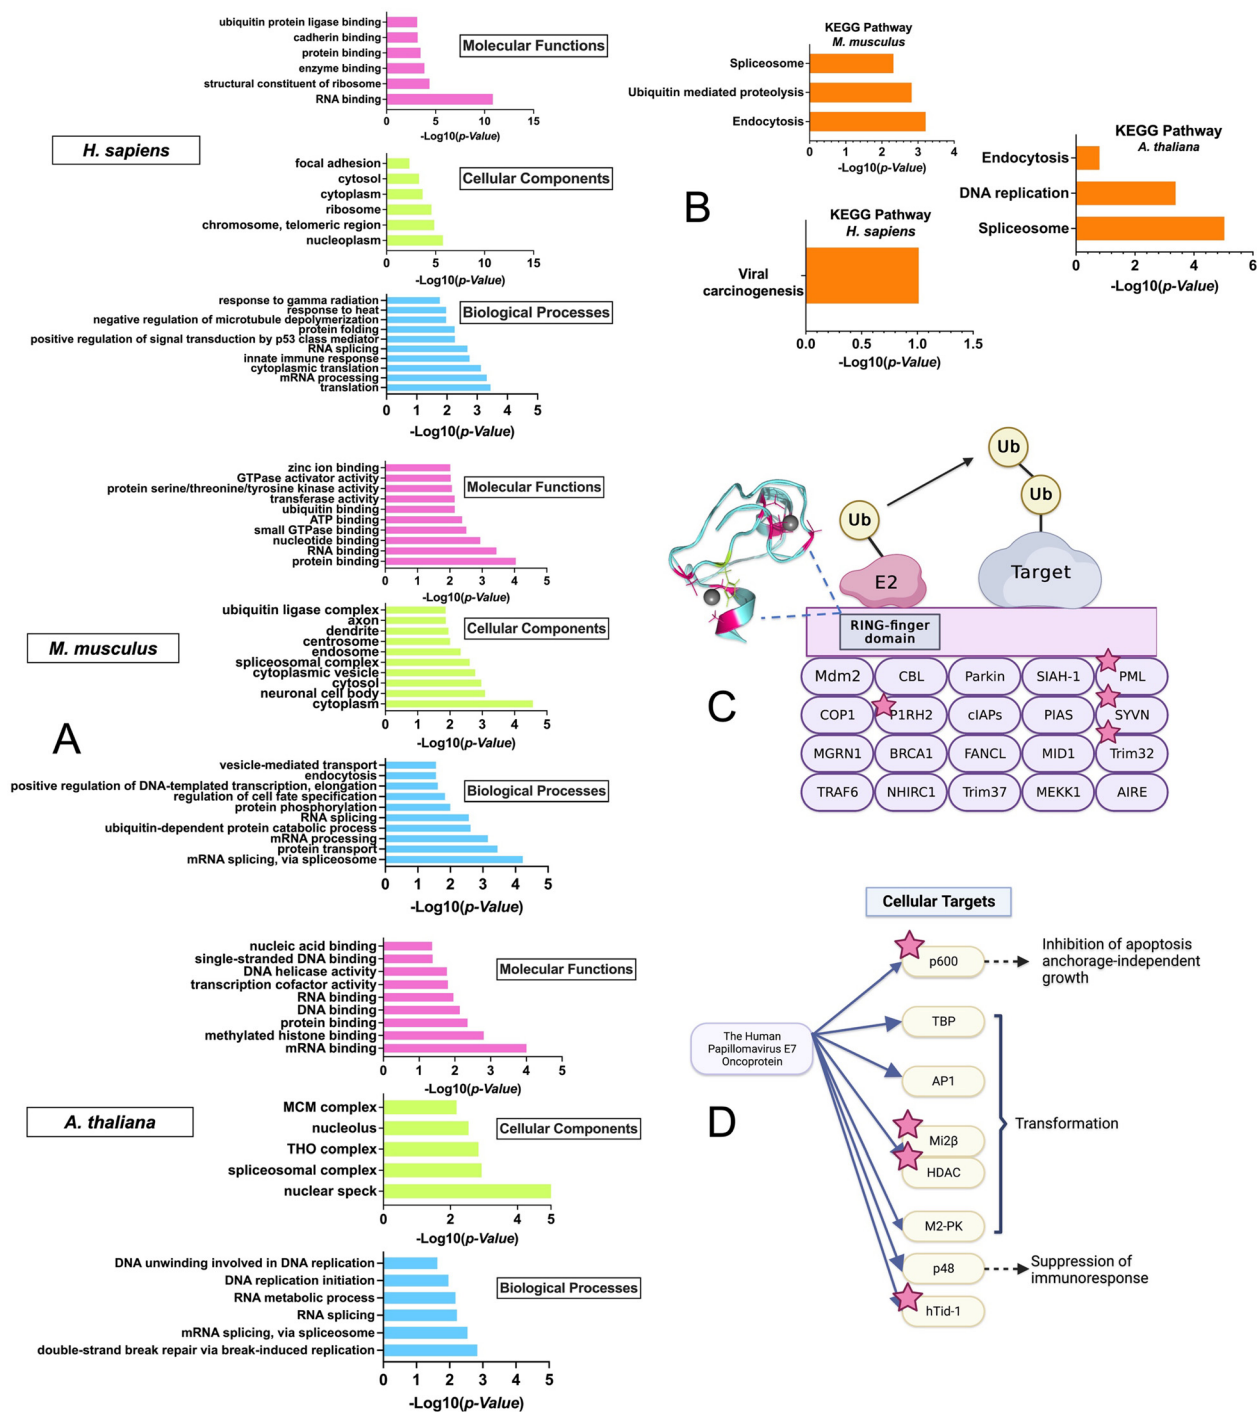 H. sapiens
Molecular Functions
ubiquitin protein ligase binding
cadherin binding
protein binding
enzyme binding
structural constituent of ribosome
RNA binding
0 5 10 15
-Log10(p-Value)
Cellular Components
focal adhesion
cytosol
cytoplasm
ribosome
chromosome, telomeric region
nucleoplasm
0 5 10 15
-Log10(p-Value)
Biological Processes
response to gamma radiation
response to heat
negative regulation of microtubule depolymerization
protein folding
positive regulation of signal transduction by p53 class mediator
RNA splicing
innate immune response
cytoplasmic translation
mRNA processing
translation
0 1 2 3 4 5
-Log10(p-Value)
M. musculus
A
Molecular Functions
zinc ion binding
GTPase activator activity
protein serine/threonine/tyrosine kinase activity
transferase activity
ubiquitin binding
ATP binding
small GTPase binding
nucleotide binding
RNA binding
protein binding
0 1 2 3 4 5
-Log10(p-Value)
Cellular Components
ubiquitin ligase complex
axon
dendrite
centrosome
endosome
spliceosomal complex
cytoplasmic vesicle
cytosol
neuronal cell body
cytoplasm
0 1 2 3 4 5
-Log10(p-Value)
Biological Processes
vesicle-mediated transport
endocytosis
positive regulation of DNA-templated transcription, elongation
regulation of cell fate specification
protein phosphorylation
RNA splicing
ubiquitin-dependent protein catabolic process
mRNA processing
protein transport
mRNA splicing, via spliceosome
0 1 2 3 4 5
-Log10(p-Value)
A. thaliana
Molecular Functions
nucleic acid binding
single-stranded DNA binding
DNA helicase activity
transcription cofactor activity
RNA binding
DNA binding
protein binding
methylated histone binding
mRNA binding
0 1 2 3 4 5
-Log10(p-Value)
Cellular Components
MCM complex
nucleolus
THO complex
spliceosomal complex
nuclear speck
0 2 4 5
-Log10(p-Value)
Biological Processes
DNA unwinding involved in DNA replication
DNA replication initiation
RNA metabolic process
RNA splicing
mRNA splicing, via spliceosome
double-strand break repair via break-induced replication
0 1 2 3 4 5
-Log10(p-Value)
B
KEGG Pathway
M. musculus
Spliceosome
Ubiquitin mediated proteolysis
Endocytosis
0 1 2 3 4
-Log10(p-Value)
KEGG Pathway
A. thaliana
Endocytosis
DNA replication
Spliceosome
0 2 4 6
-Log10(p-Value)
KEGG Pathway
H. sapiens
Viral
carcinogenesis
0.0 0.5 1.0 1.5
-Log10(p-Value)
C
Ub
Ub
Ub
E2
Target
RING-finger
domain
Mdm2 CBL Parkin SIAH-1 PML
COP1 P1RH2 cIAPs PIAS SYVN
MGRN1 BRCA1 FANCL MID1 Trim32
TRAF6 NHIRC1 Trim37 MEKK1 AIRE
D
Cellular Targets
The Human
Papillomavirus E7
Oncoprotein
p600
Inhibition of apoptosis
anchorage-independent
growth
TBP
AP1
Mi2β
HDAC
M2-PK
Transformation
p48
Suppression of
immunoresponse
hTid-1